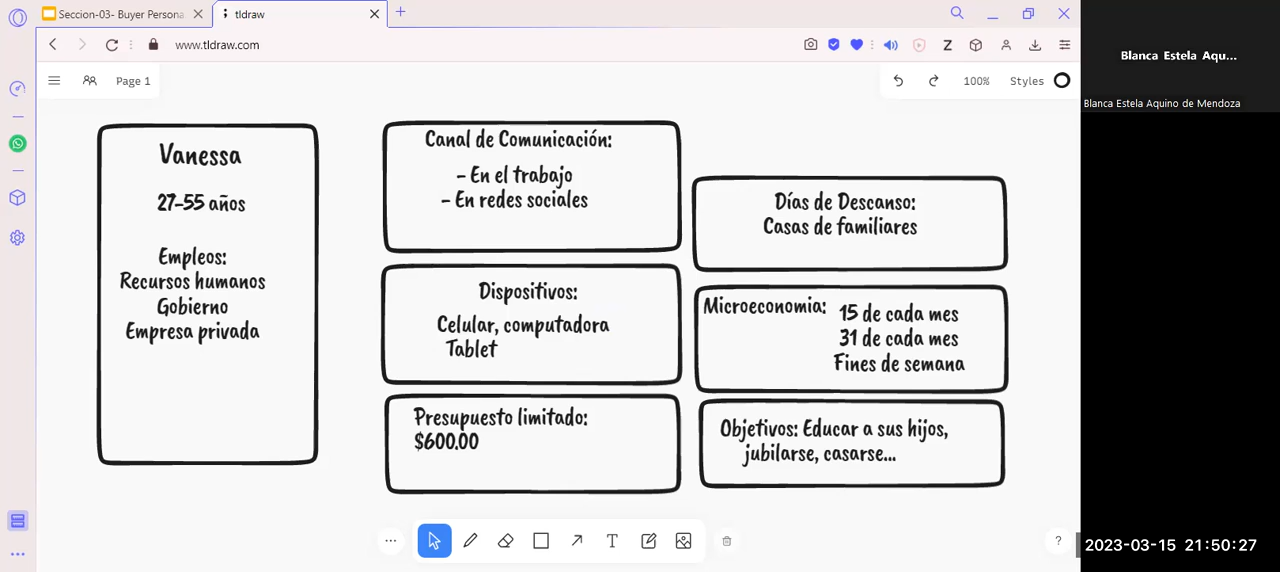 Seccion-03- Buyer Persona
tldraw
www.tldraw.com
Page 1
100%
Styles
Vanessa
27-55 años
Empleos:
Recursos humanos
Gobierno
Empresa privada
Canal de Comunicación:
- En el trabajo
- En redes sociales
Dispositivos:
Celular, computadora
Tablet
Presupuesto limitado:
$600.00
Días de Descanso:
Casas de familiares
Microeconomia:
15 de cada mes
31 de cada mes
Fines de semana
Objetivos: Educar a sus hijos,
jubilarse, casarse...
Blanca Estela Aqu...
Blanca Estela Aquino de Mendoza
2023-03-15 21:50:27